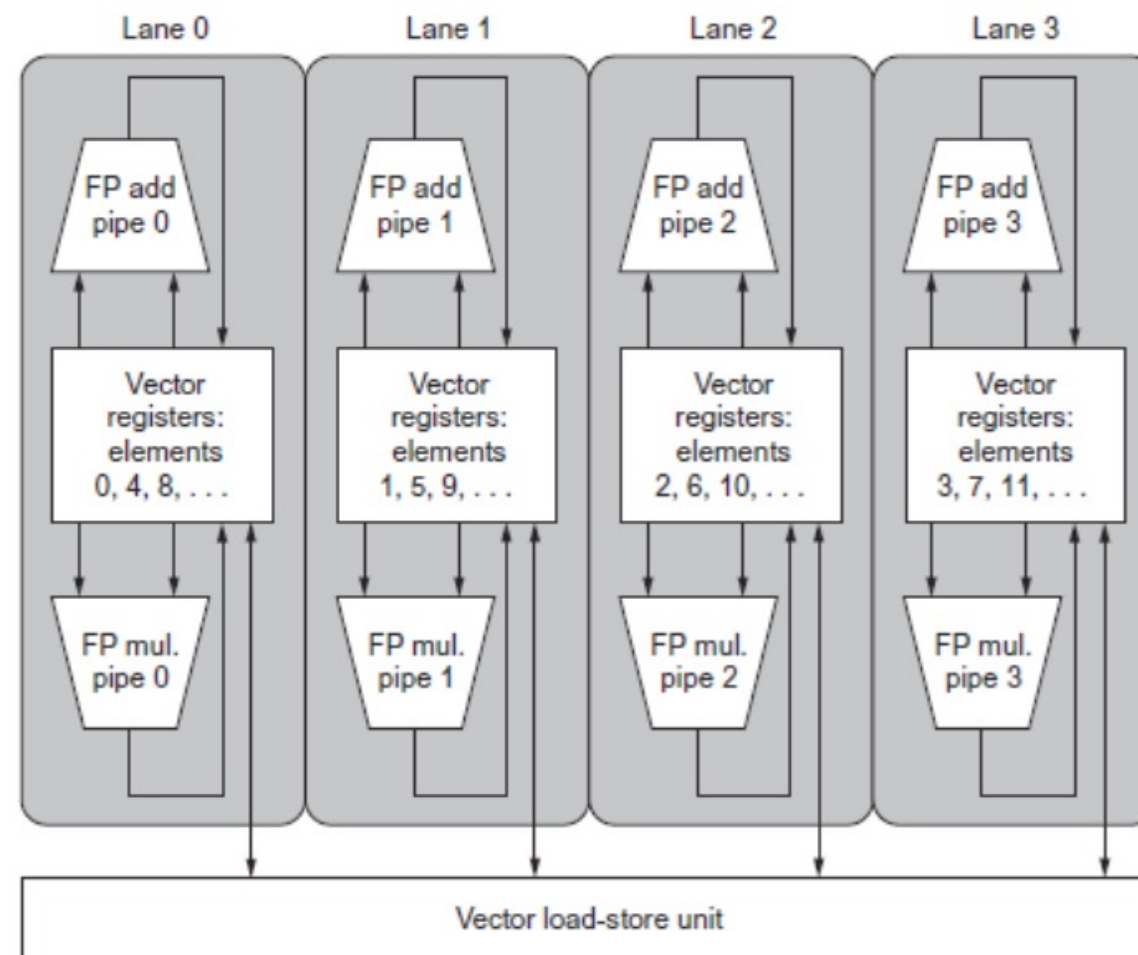 Lane 0
Lane 1
Lane 2
Lane 3
FP add
pipe 0
FP add
pipe 1
FP add
pipe 2
FP add
pipe 3
Vector
registers:
elements
0, 4, 8, . . .
Vector
registers:
elements
1, 5, 9, . . .
Vector
registers:
elements
2, 6, 10, . . .
Vector
registers:
elements
3, 7, 11, . . .
FP mul.
pipe 0
FP mul.
pipe 1
FP mul.
pipe 2
FP mul.
pipe 3
Vector load-store unit